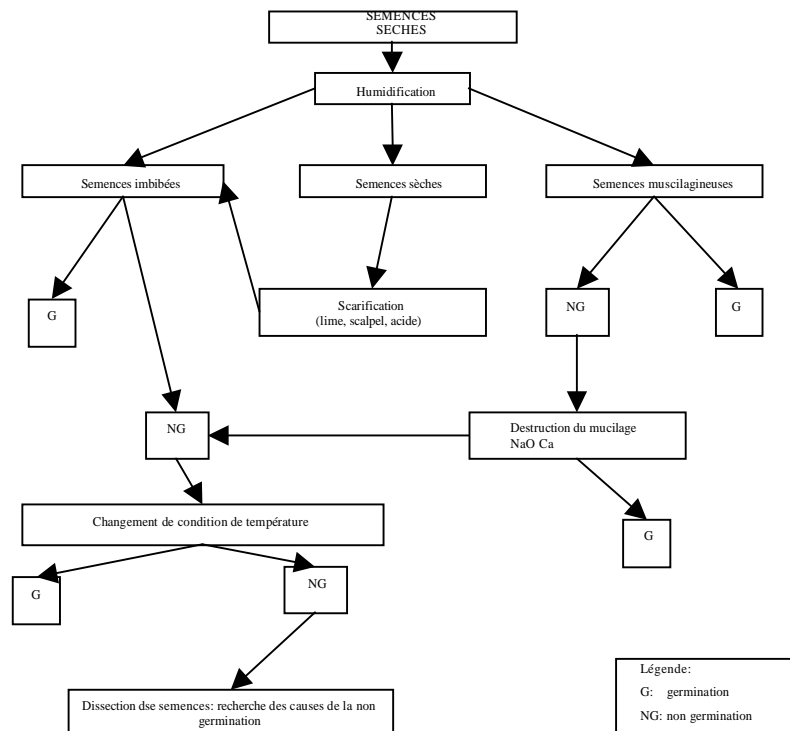 SEMENCES
SECHES
Humidification
Semences imbibées
Semences sèches
Semences muscilagineuses
G
Scarification
(lime, scalpel, acide)
NG
G
NG
Destruction du mucilage
NaO Ca
Changement de condition de température
G
G
NG
Dissection dse semences: recherche des causes de la non
germination
Légende:
G: germination
NG: non germination